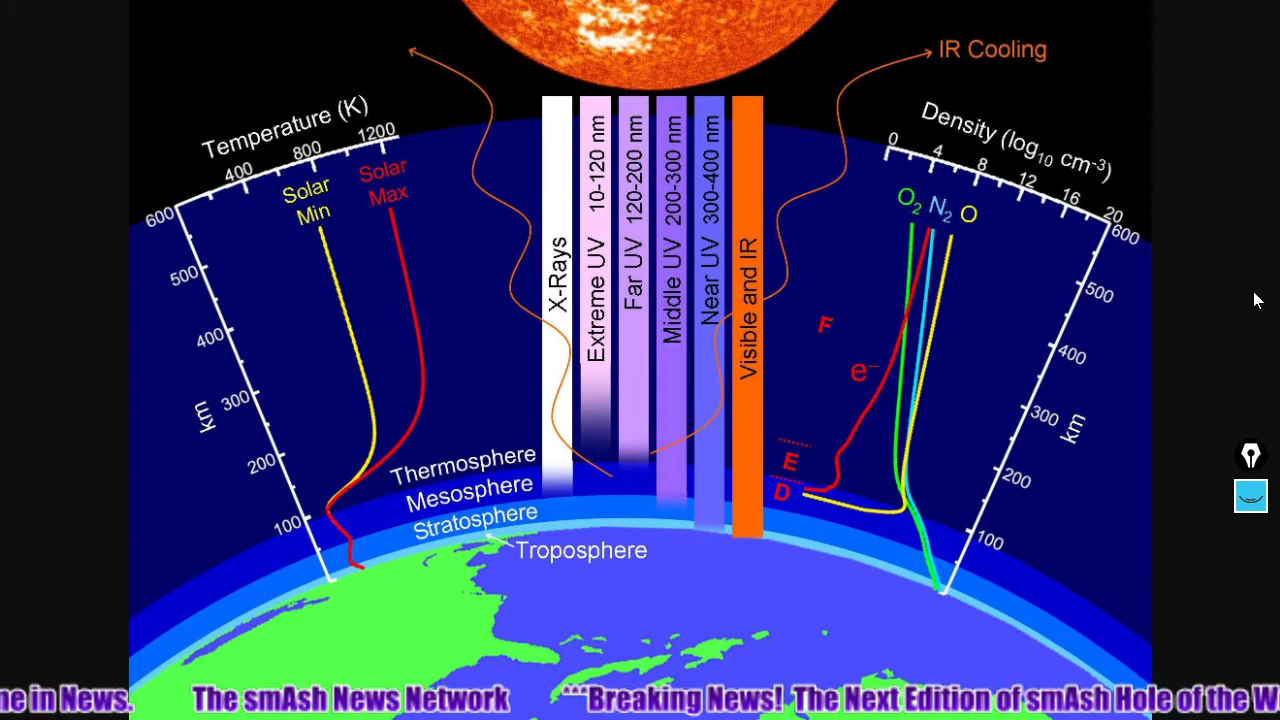 IR Cooling
Temperature (K)
400
800
1200
Solar
Min
Solar
Max
600
500
400
300
200
100
km
X-Rays
Extreme UV 10-120 nm
Far UV 120-200 nm
Middle UV 200-300 nm
Near UV 300-400 nm
Visible and IR
Density (log10 cm-3)
0
4
8
12
16
20
O2 N2 O
600
500
400
300
200
100
km
F
e−
E
D
Thermosphere
Mesosphere
Stratosphere
Troposphere
me in News. The smAsh News Network ***Breaking News! The Next Edition of smAsh Hole of the W